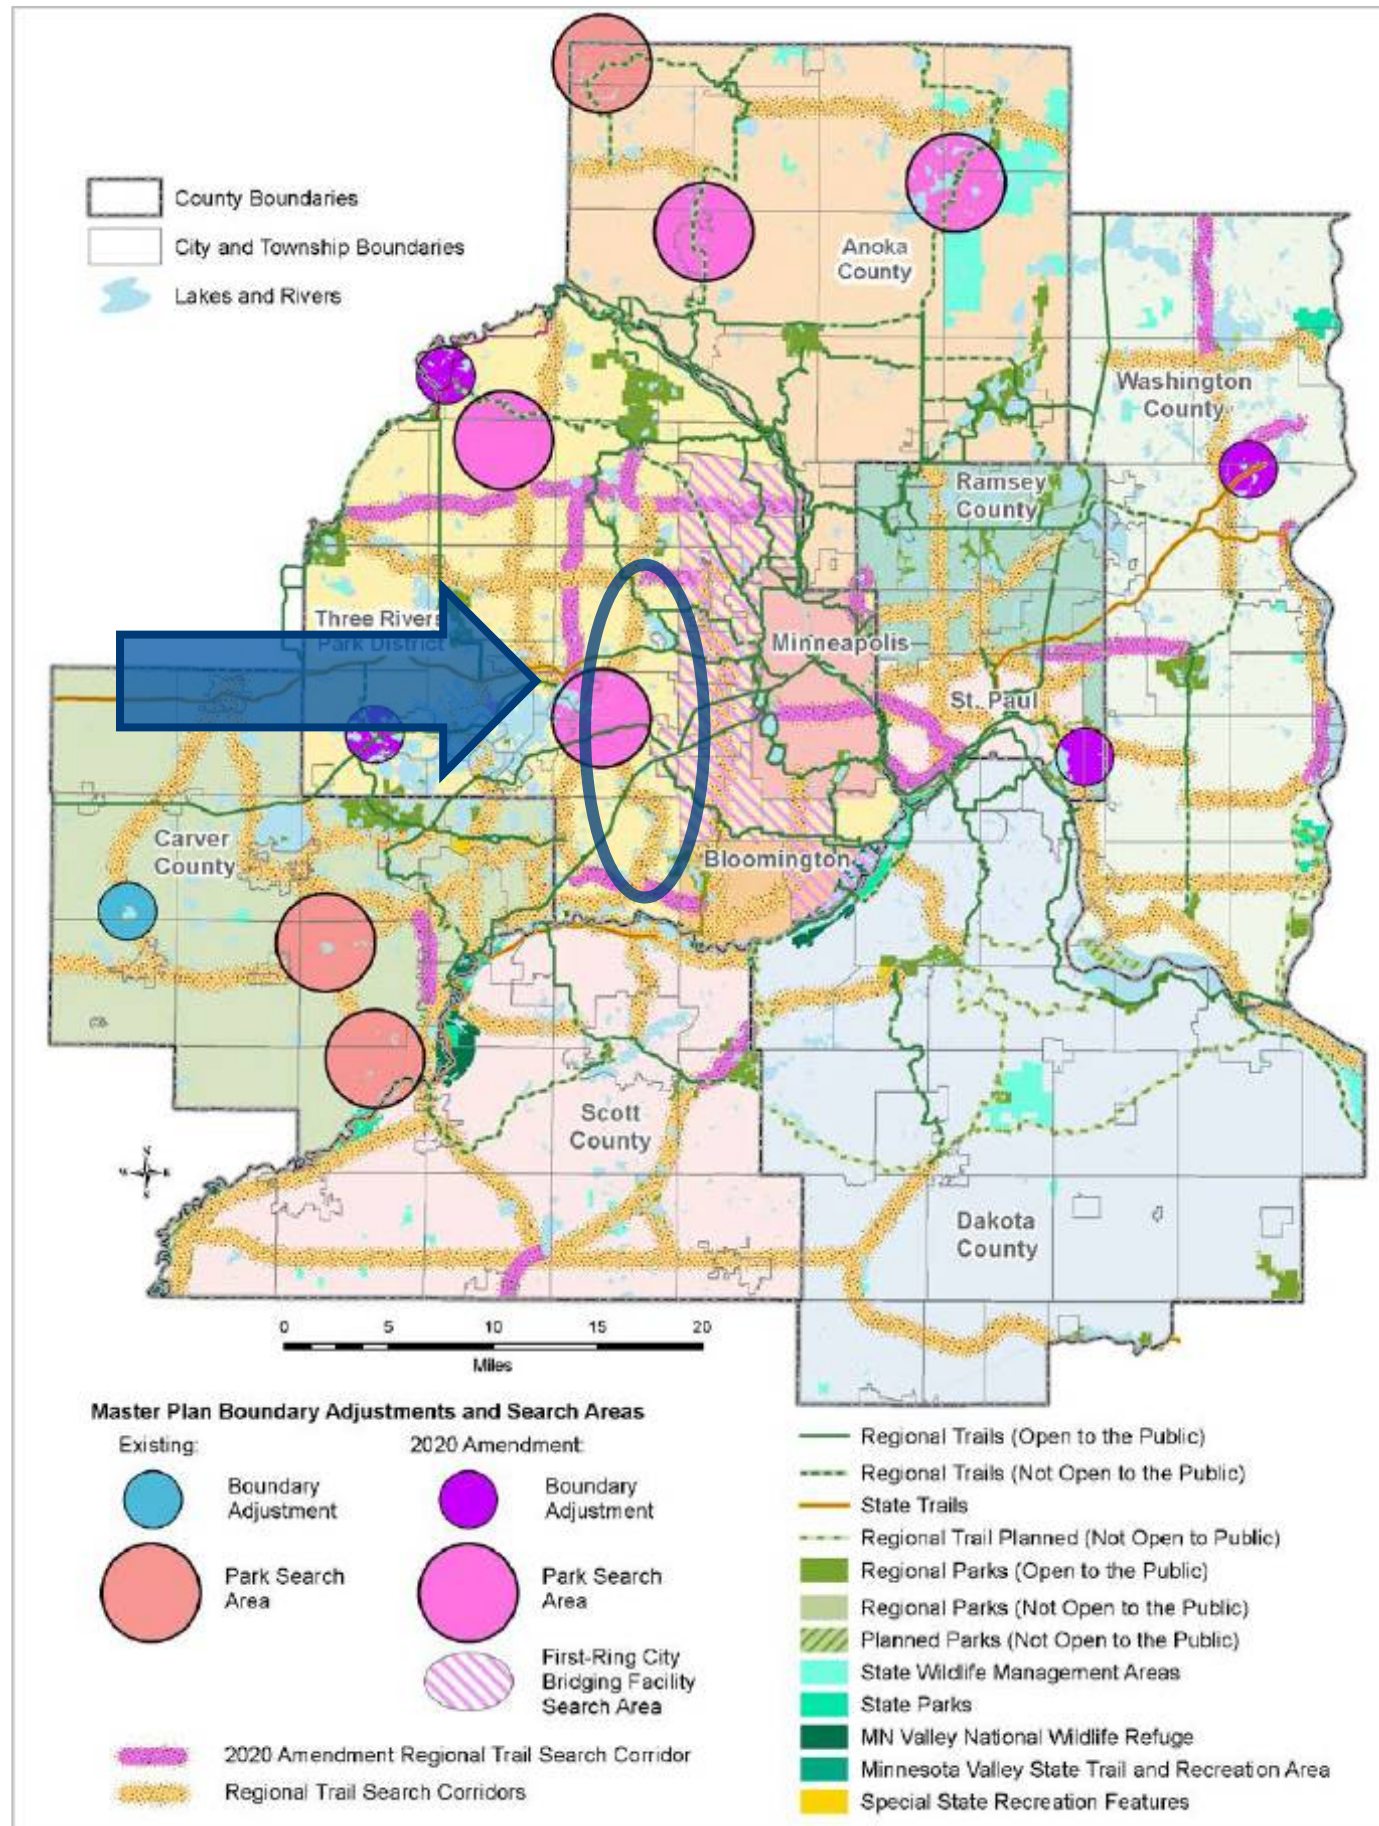 County Boundaries
City and Township Boundaries
Lakes and Rivers
Anoka
County
Washington
County
Ramsey
County
Three Rivers
Park District
Minneapolis
St. Paul
Carver
County
Bloomington
Scott
County
Dakota
County
0 5 10 15 20
Miles
Master Plan Boundary Adjustments and Search Areas
Existing:
Boundary
Adjustment
Park Search
Area
2020 Amendment:
Boundary
Adjustment
Park Search
Area
First-Ring City
Bridging Facility
Search Area
2020 Amendment Regional Trail Search Corridor
Regional Trail Search Corridors
Regional Trails (Open to the Public)
Regional Trails (Not Open to the Public)
State Trails
Regional Trail Planned (Not Open to Public)
Regional Parks (Open to the Public)
Regional Parks (Not Open to the Public)
Planned Parks (Not Open to the Public)
State Wildlife Management Areas
State Parks
MN Valley National Wildlife Refuge
Minnesota Valley State Trail and Recreation Area
Special State Recreation Features